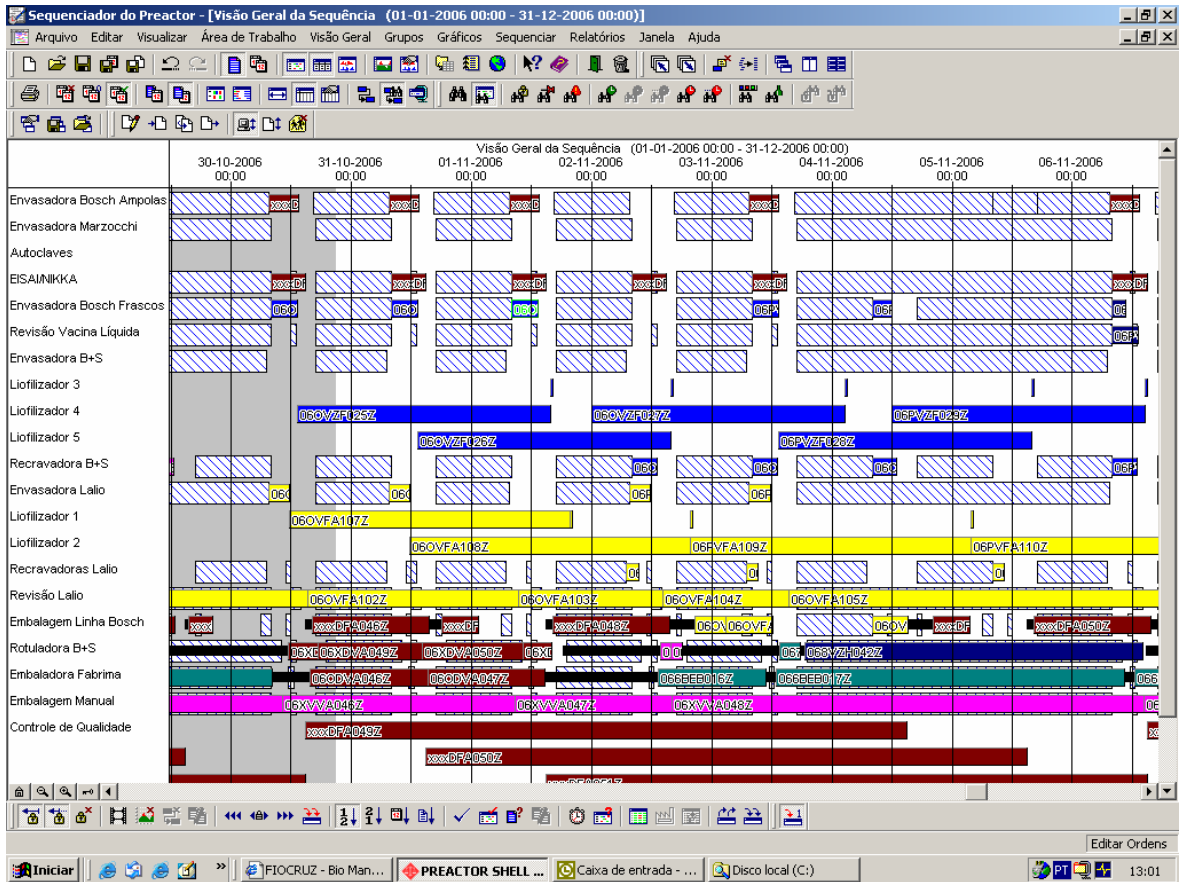 Sequenciador do Preactor - [Visão Geral da Sequência (01-01-2006 00:00 - 31-12-2006 00:00)]
Arquivo Editar Visualizar Área de Trabalho Visão Geral Grupos Gráficos Sequenciar Relatórios Janela Ajuda
Visão Geral da Sequência (01-01-2006 00:00 - 31-12-2006 00:00)
30-10-2006 31-10-2006 01-11-2006 02-11-2006 03-11-2006 04-11-2006 05-11-2006 06-11-2006
00:00 00:00 00:00 00:00 00:00 00:00 00:00 00:00
Envasadora Bosch Ampolas
Envasadora Marzocchi
Autoclaves
EISAI/NIKKA
Envasadora Bosch Frascos
Revisão Vacina Líquida
Envasadora B+S
Liofilizador 3
Liofilizador 4 06OVZF025Z 06OVZF027Z 06PVZF029Z
Liofilizador 5 06OVZF026Z 06PVZF028Z
Recravadora B+S
Envasadora Lalio
Liofilizador 1 06OVFA107Z
Liofilizador 2 06OVFA108Z 06PVFA109Z 06PVFA110Z
Recravadoras Lalio
Revisão Lalio 06OVFA102Z 06OVFA103Z 06OVFA104Z 06OVFA105Z
Embalagem Linha Bosch xxxxDFA046Z xxxxDFA048Z xxxxDFA050Z
Rotuladora B+S 06XDVA049Z 06XDVA050Z 068VZH042Z
Embaladora Fabrima 06ODVA046Z 06ODVA047Z 066BEB016Z 066BEB017Z
Embalagem Manual 06XVVA046Z 06XVVA047Z 06XVVA048Z
Controle de Qualidade xxxxDFA049Z
xxxxDFA050Z
Editar Ordens
Iniciar FIOCRUZ - Bio Man... PREACTOR SHELL ... Caixa de entrada - ... Disco local (C:) PT 13:01